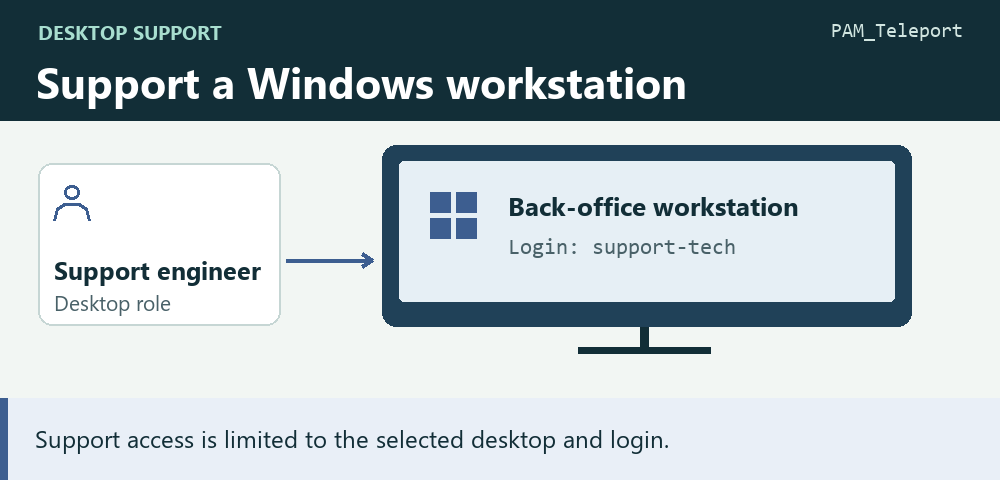 DESKTOP SUPPORT
PAM_Teleport
Support a Windows workstation
Support engineer
Desktop role
Back-office workstation
Login: support-tech
Support access is limited to the selected desktop and login.